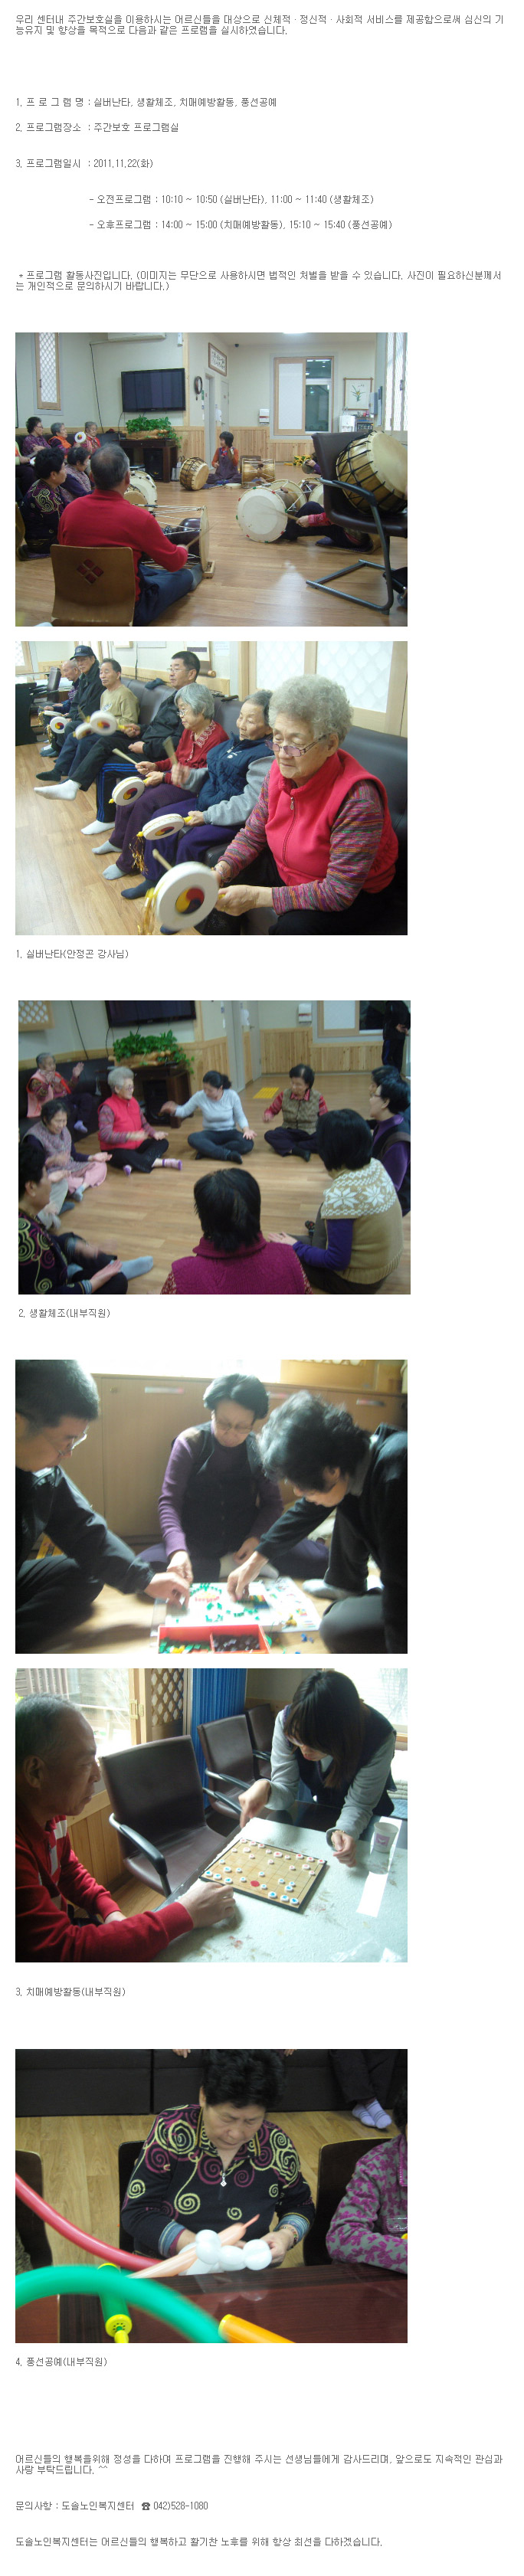 우리 센터내 주간보호실을 이용하시는 어르신들을 대상으로 신체적 · 정신적 · 사회적 서비스를 제공함으로써 심신의 기
능유지 및 향상을 목적으로 다음과 같은 프로램을 실시하였습니다.
1. 프 로 그 램 명 : 실버난타, 생활체조, 치매예방활동, 풍선공예
2. 프로그램장소 : 주간보호 프로그램실
3. 프로그램일시 : 2011.11.22(화)
- 오전프로그램 : 10:10 ~ 10:50 (실버난타), 11:00 ~ 11:40 (생활체조)
- 오후프로그램 : 14:00 ~ 15:00 (치매예방활동), 15:10 ~ 15:40 (풍선공예)
* 프로그램 활동사진입니다. (이미지는 무단으로 사용하시면 법적인 처벌을 받을 수 있습니다. 사진이 필요하신분께서
는 개인적으로 문의하시기 바랍니다.)
1. 실버난타(안정곤 강사님)
2. 생활체조(내부직원)
3. 치매예방활동(내부직원)
4. 풍선공예(내부직원)
어르신들의 행복을위해 정성을 다하여 프로그램을 진행해 주시는 선생님들에게 감사드리며, 앞으로도 지속적인 관심과
사랑 부탁드립니다. ^^
문의사항 : 도솔노인복지센터 ☎ 042)528-1080
도솔노인복지센터는 어르신들의 행복하고 활기찬 노후를 위해 항상 최선을 다하겠습니다.